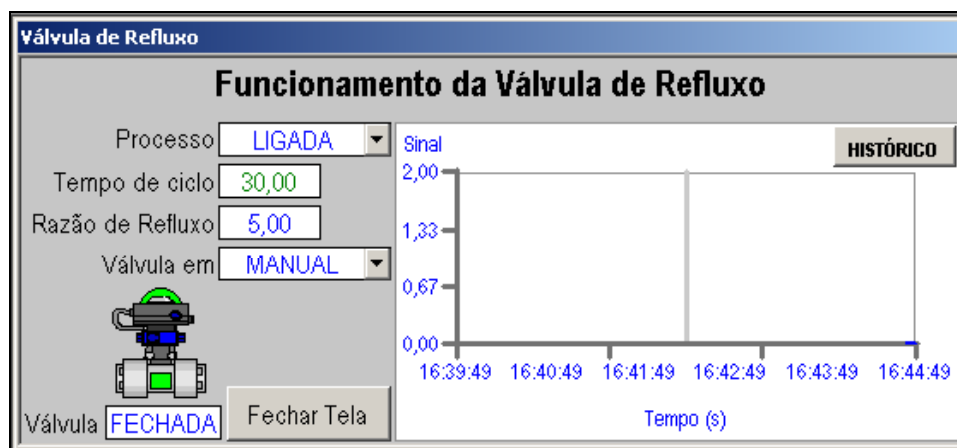 Válvula de Refluxo
Funcionamento da Válvula de Refluxo
Processo LIGADA
Tempo de ciclo 30,00
Razão de Refluxo 5,00
Válvula em MANUAL
Válvula FECHADA
Fechar Tela
Sinal
HISTÓRICO
2,00
1,33
0,67
0,00
16:39:49 16:40:49 16:41:49 16:42:49 16:43:49 16:44:49
Tempo (s)